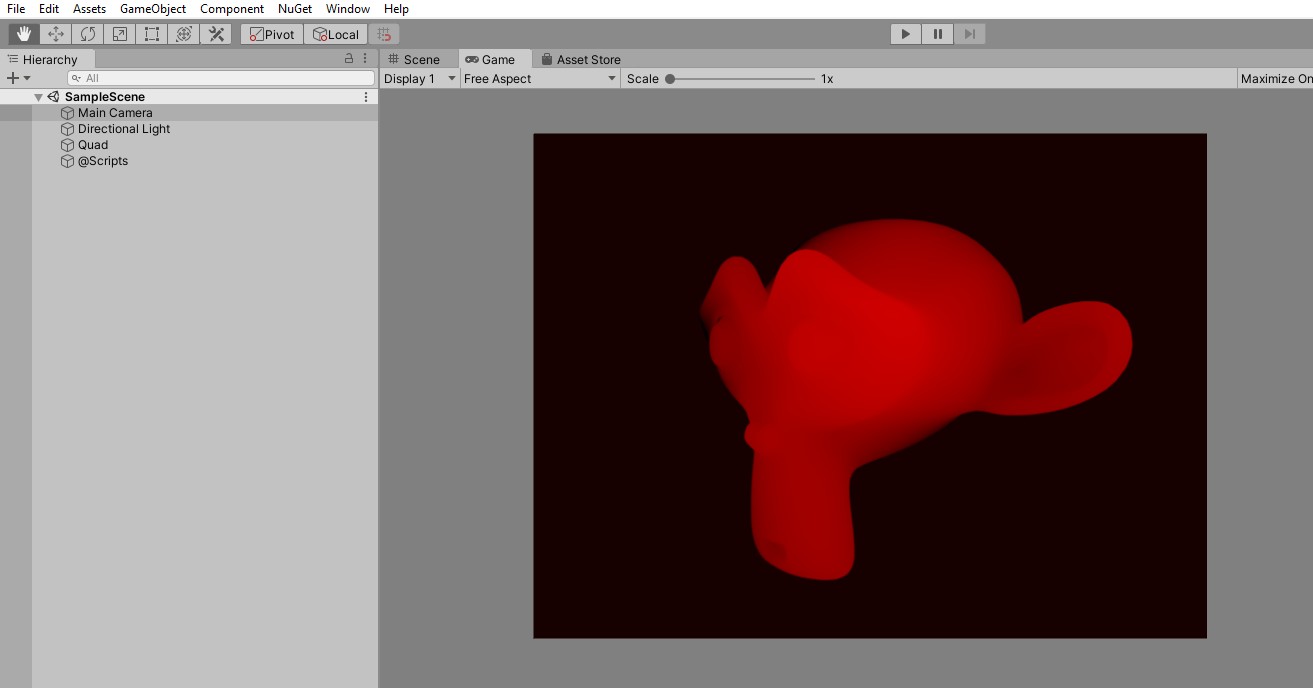 File Edit Assets GameObject Component NuGet Window Help
Pivot Local
Hierarchy
All
SampleScene
Main Camera
Directional Light
Quad
@Scripts
Scene Game Asset Store
Display 1 Free Aspect Scale 1x Maximize On